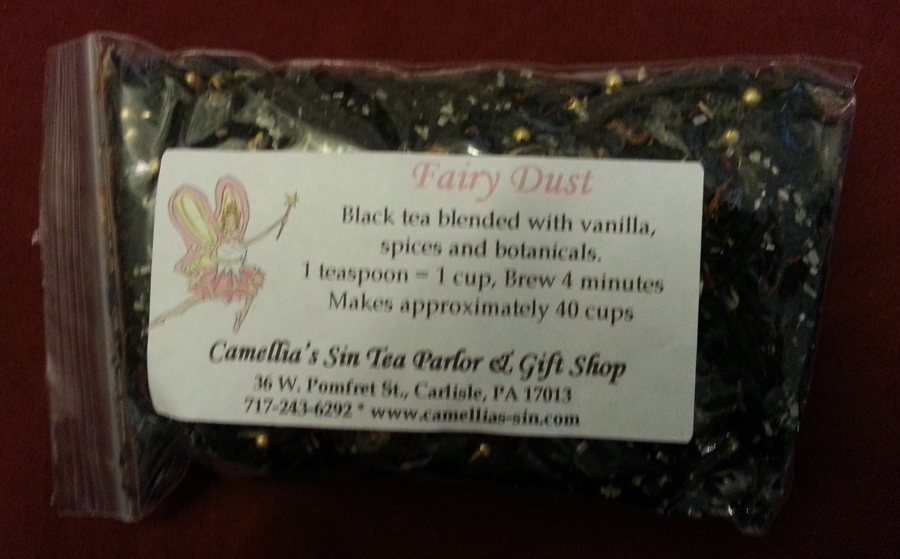 Fairy Dust
Black tea blended with vanilla,
spices and botanicals.
1 teaspoon = 1 cup, Brew 4 minutes
Makes approximately 40 cups
Camellia's Sin Tea Parlor & Gift Shop
36 W. Pomfret St., Carlisle, PA 17013
717-243-6292 * www.camellias-sin.com